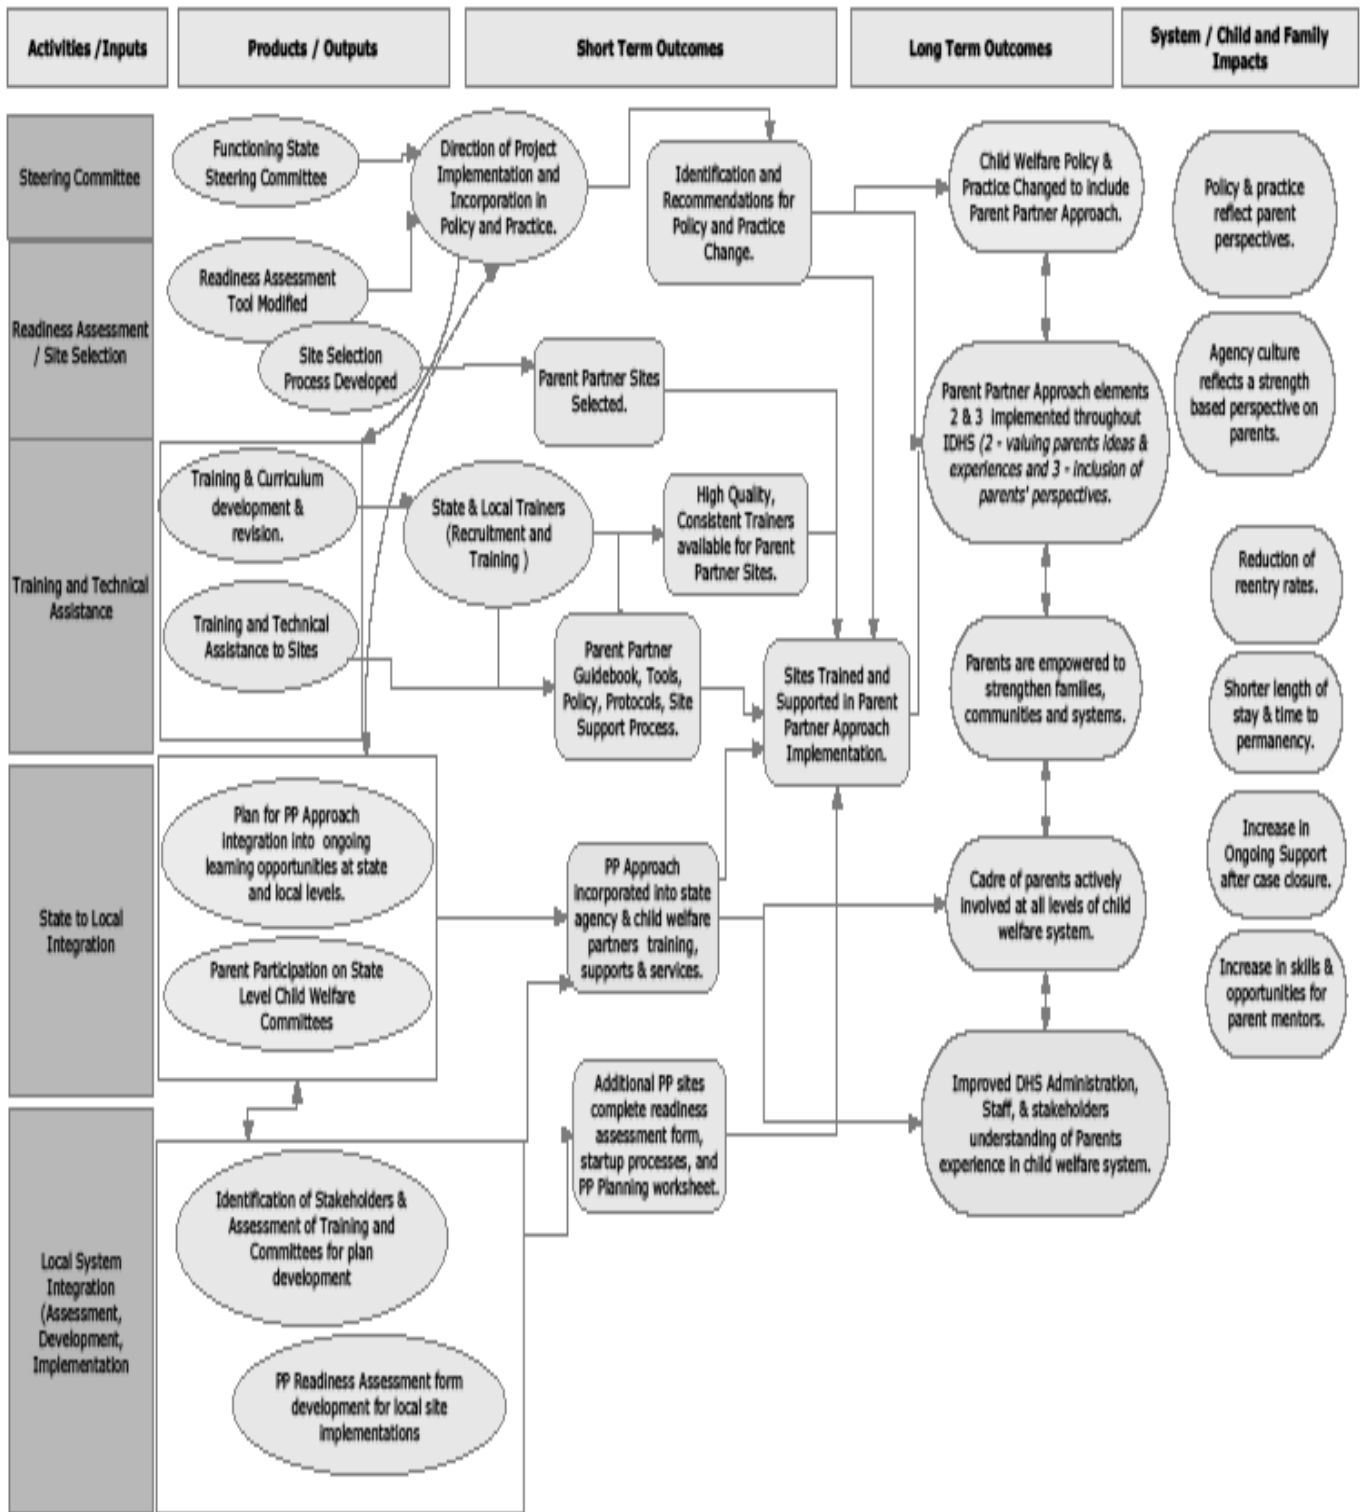 Activities /Inputs
Products / Outputs
Short Term Outcomes
Long Term Outcomes
System / Child and Family
Impacts
Steering Committee
Functioning State
Steering Committee
Direction of Project
Implementation and
Incorporation in
Policy and Practice.
Identification and
Recommendations for
Policy and Practice
Change.
Child Welfare Policy &
Practice Changed to include
Parent Partner Approach.
Policy & practice
reflect parent
perspectives.
Readiness Assessment
/ Site Selection
Readiness Assessment
Tool Modified
Site Selection
Process Developed
Parent Partner Sites
Selected.
Parent Partner Approach elements
2 & 3 implemented throughout
IDHS (2 - valuing parents ideas &
experiences and 3 - inclusion of
parents' perspectives.
Agency culture
reflects a strength
based perspective on
parents.
Training and Technical
Assistance
Training & Curriculum
development &
revision.
State & Local Trainers
(Recruitment and
Training )
High Quality,
Consistent Trainers
available for Parent
Partner Sites.
Training and Technical
Assistance to Sites
Parent Partner
Guidebook, Tools,
Policy, Protocols, Site
Support Process.
Sites Trained and
Supported in Parent
Partner Approach
Implementation.
Parents are empowered to
strengthen families,
communities and systems.
Reduction of
reentry rates.
Shorter length of
stay & time to
permanency.
State to Local
Integration
Plan for PP Approach
integration into ongoing
learning opportunities at state
and local levels.
Parent Participation on State
Level Child Welfare
Committees
PP Approach
incorporated into state
agency & child welfare
partners training,
supports & services.
Cadre of parents actively
involved at all levels of child
welfare system.
Increase in
Ongoing Support
after case closure.
Increase in skills &
opportunities for
parent mentors.
Local System
Integration
(Assessment,
Development,
Implementation
Identification of Stakeholders &
Assessment of Training and
Committees for plan
development
PP Readiness Assessment form
development for local site
implementations
Additional PP sites
complete readiness
assessment form,
startup processes, and
PP Planning worksheet.
Improved DHS Administration,
Staff, & stakeholders
understanding of Parents
experience in child welfare system.